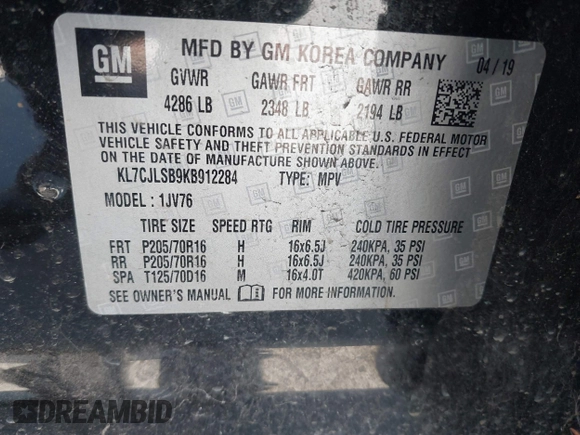 GM
MFD BY GM KOREA COMPANY 04/19
GVWR GAWR FRT GAWR RR
4286 LB 2348 LB 2194 LB
THIS VEHICLE CONFORMS TO ALL APPLICABLE U.S. FEDERAL MOTOR
VEHICLE SAFETY AND THEFT PREVENTION STANDARDS IN EFFECT
ON THE DATE OF MANUFACTURE SHOWN ABOVE.
KL7CJLSB9KB912284 TYPE: MPV
MODEL : 1JV76
TIRE SIZE SPEED RTG RIM COLD TIRE PRESSURE
FRT P205/70R16 H 16x6.5J 240KPA, 35 PSI
RR P205/70R16 H 16x6.5J 240KPA, 35 PSI
SPA T125/70D16 M 16x4.0T 420KPA, 60 PSI
SEE OWNER'S MANUAL FOR MORE INFORMATION.
DREAMBID